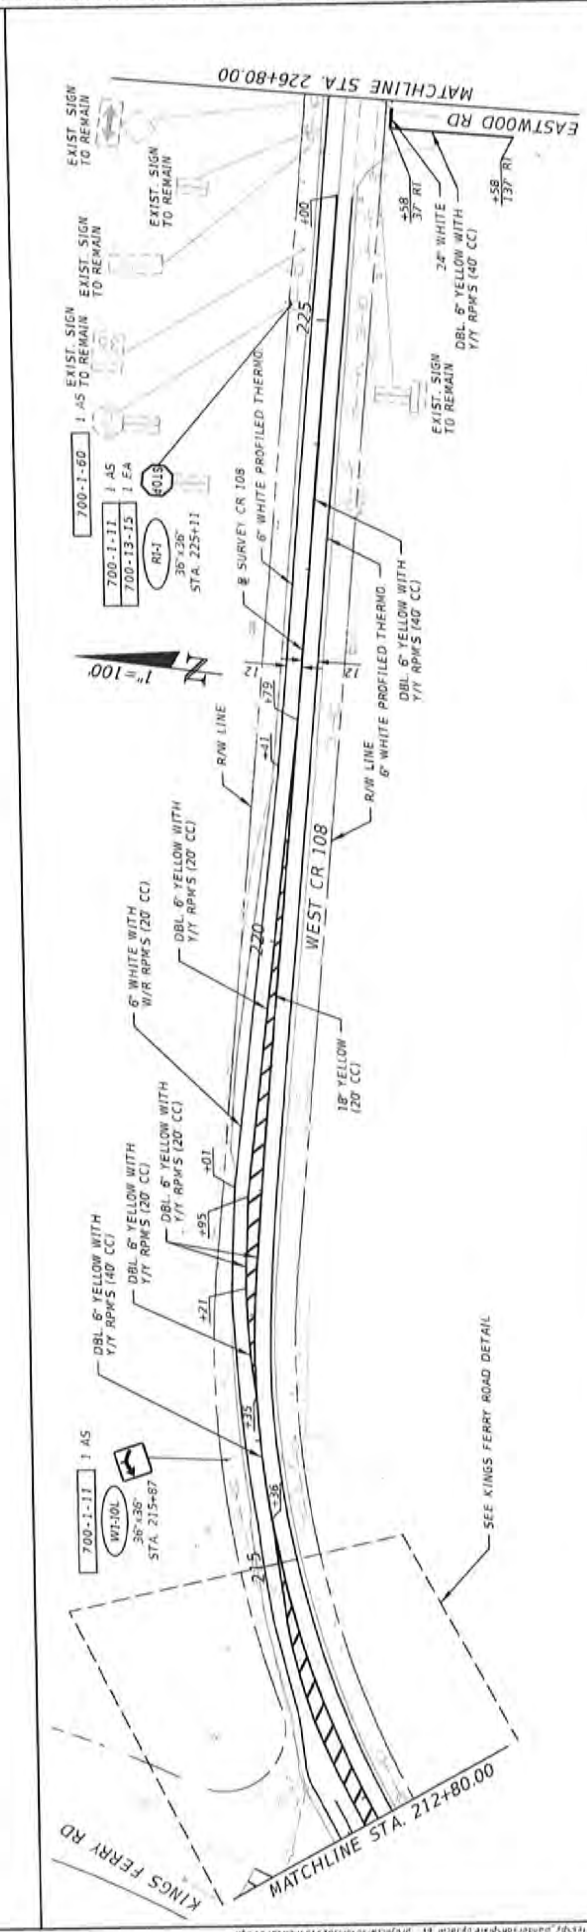 MATCHLINE STA. 226+80.00
EASTWOOD RD
EXIST. SIGN
TO REMAIN
EXIST. SIGN
TO REMAIN
EXIST. SIGN
TO REMAIN
EXIST. SIGN
TO REMAIN
700-1-60 1 AS
700-1-11 1 AS
700-13-15 1 EA
STOP
R1-1
36"x36"
STA. 225+11
+00
225
+58
37' RT
24" WHITE
DBL. 6" YELLOW WITH
Y/Y RPM'S (40' CC)
+58
137' RT
EXIST. SIGN
TO REMAIN
6" WHITE PROFILED THERMO.
SURVEY CR 108
1"=100'
N
12'
12'
+79
+41
R/W LINE
DBL. 6" YELLOW WITH
Y/Y RPM'S (40' CC)
6" WHITE PROFILED THERMO.
R/W LINE
WEST CR 108
DBL. 6" YELLOW WITH
Y/Y RPM'S (20' CC)
220
6" WHITE WITH
W/R RPM'S (20' CC)
18" YELLOW
(20' CC)
+01
+95
+21
DBL. 6" YELLOW WITH
Y/Y RPM'S (20' CC)
DBL. 6" YELLOW WITH
Y/Y RPM'S (20' CC)
DBL. 6" YELLOW WITH
Y/Y RPM'S (40' CC)
+35
+36
700-1-11 1 AS
W1-10L
36"x36"
STA. 215+87
215
SEE KINGS FERRY ROAD DETAIL
KINGS FERRY RD
MATCHLINE STA. 212+80.00